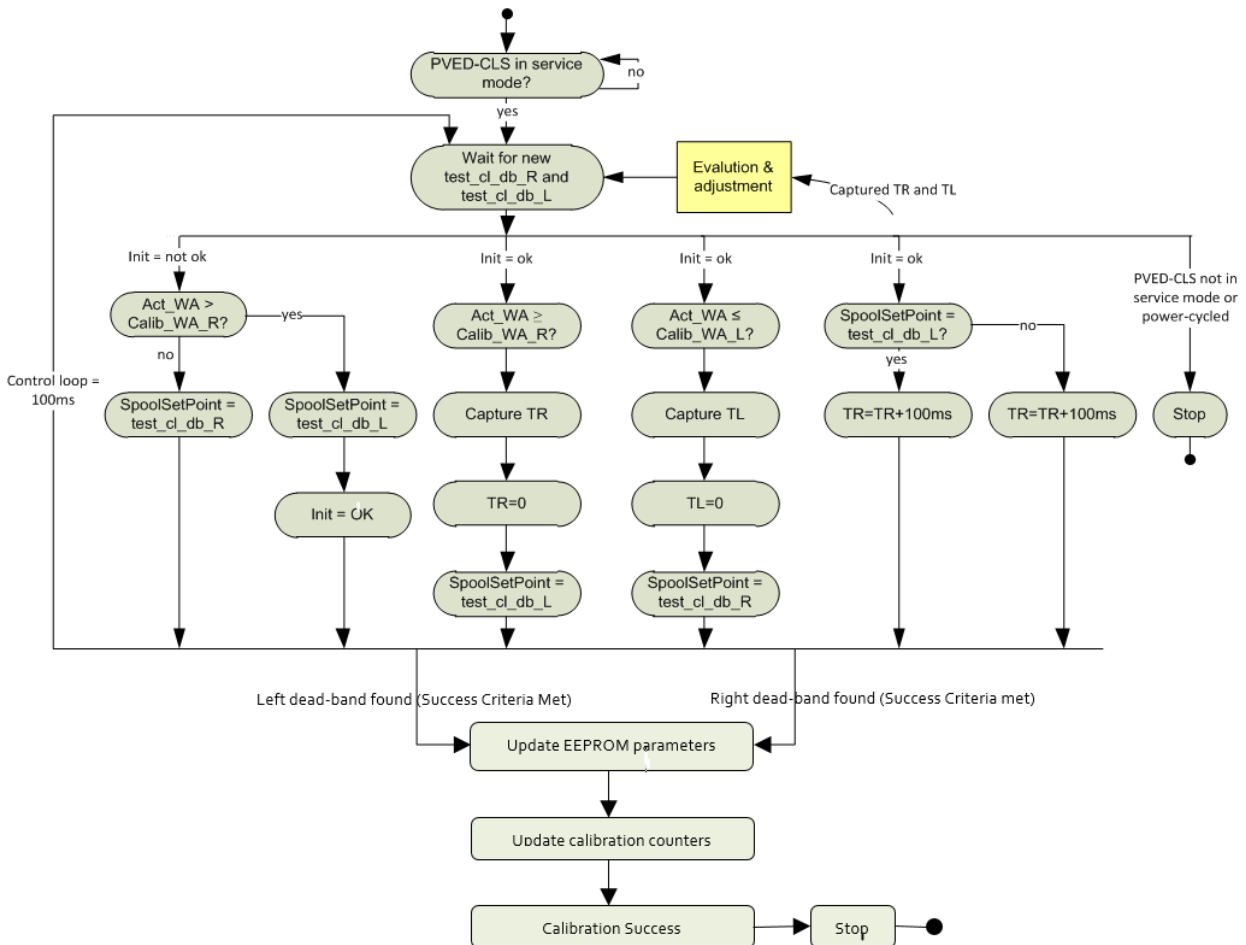 PVED-CLS in service
mode?
no
yes
Wait for new
test_cl_db_R and
test_cl_db_L
Evalution &
adjustment
Captured TR and TL
Init = not ok
Init = ok
Init = ok
Init = ok
PVED-CLS not in
service mode or
power-cycled
Act_WA >
Calib_WA_R?
yes
no
Act_WA ≥
Calib_WA_R?
Act_WA ≤
Calib_WA_L?
SpoolSetPoint =
test_cl_db_L?
no
yes
Control loop =
100ms
SpoolSetPoint =
test_cl_db_R
SpoolSetPoint =
test_cl_db_L
Capture TR
Capture TL
TR=TR+100ms
TR=TR+100ms
Stop
Init = OK
TR=0
TL=0
SpoolSetPoint =
test_cl_db_L
SpoolSetPoint =
test_cl_db_R
Left dead-band found (Success Criteria Met)
Right dead-band found (Success Criteria met)
Update EEPROM parameters
Update calibration counters
Calibration Success
Stop